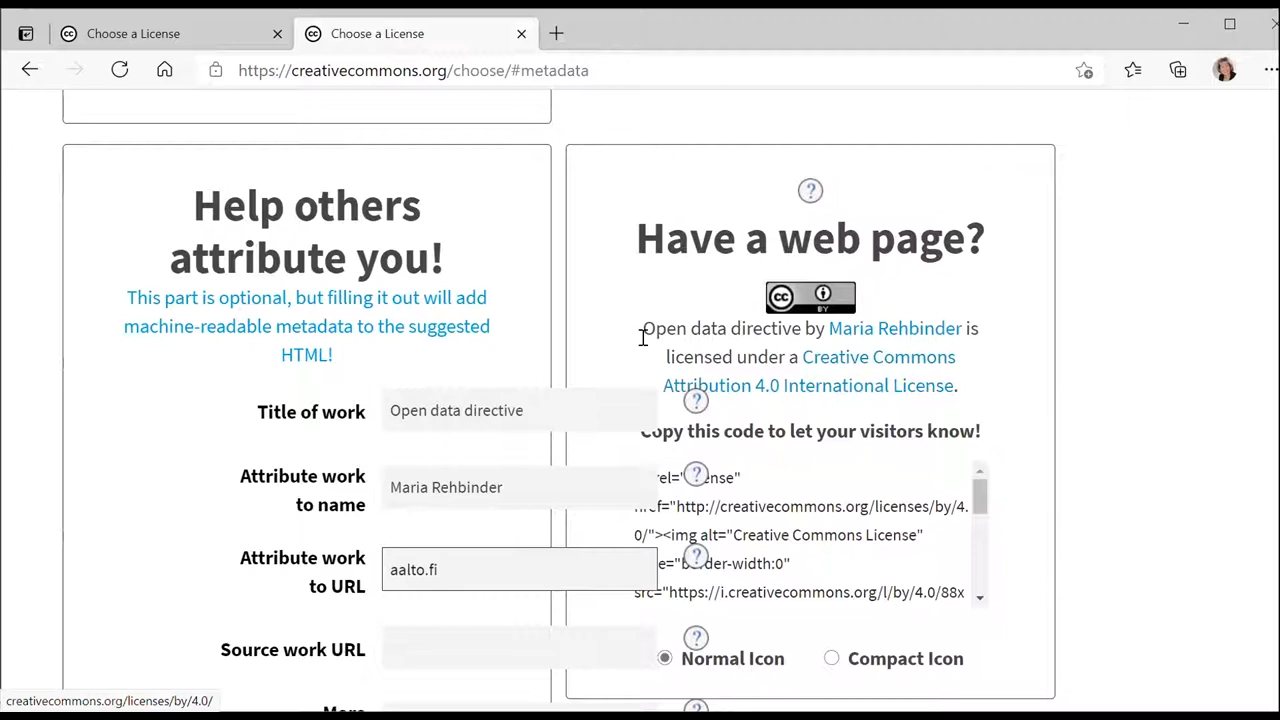 Choose a License
Choose a License
https://creativecommons.org/choose/#metadata
Help others
attribute you!
This part is optional, but filling it out will add
machine-readable metadata to the suggested
HTML!
Title of work
Open data directive
Attribute work
to name
Maria Rehbinder
Attribute work
to URL
aalto.fi
Source work URL
More
?
Have a web page?
cc
BY
Open data directive by Maria Rehbinder is
licensed under a Creative Commons
Attribution 4.0 International License.
?
Copy this code to let your visitors know!
?
href="http://creativecommons.org/licenses/by/4.
0/"><img alt="Creative Commons License"
?
src="https://i.creativecommons.org/l/by/4.0/88x
?
Normal Icon
Compact Icon
creativecommons.org/licenses/by/4.0/